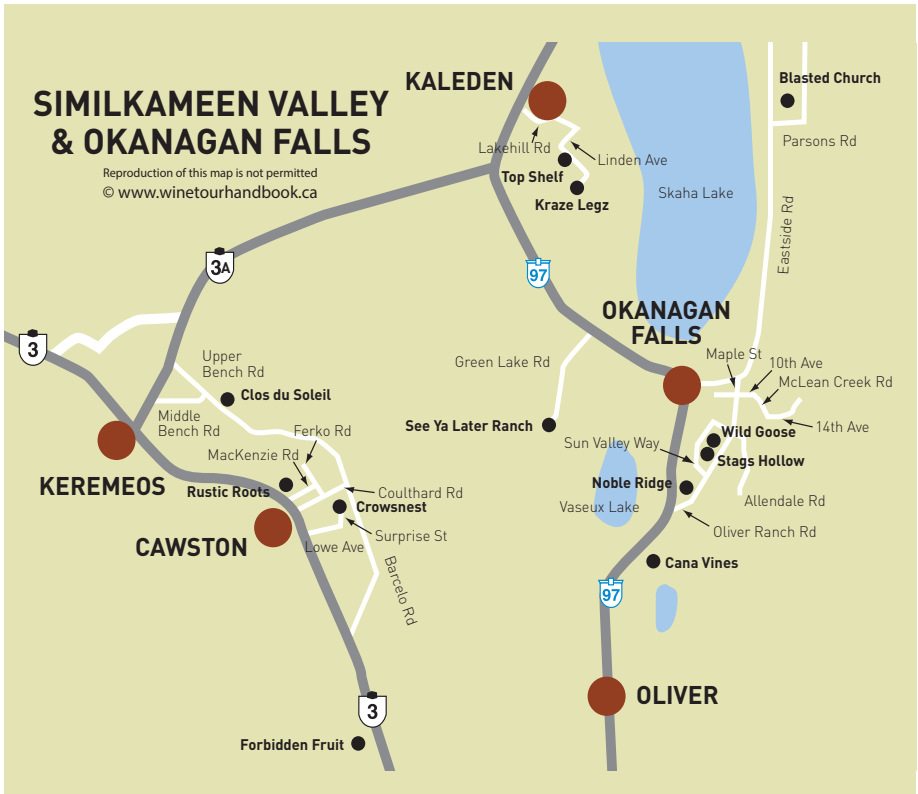 SIMILKAMEEN VALLEY
& OKANAGAN FALLS
Reproduction of this map is not permitted
© www.winetourhandbook.ca
KALEDEN
Blasted Church
Parsons Rd
Lakehill Rd
Linden Ave
Top Shelf
Kraze Legz
Skaha Lake
Eastside Rd
3A
97
3
OKANAGAN
FALLS
Maple St
10th Ave
McLean Creek Rd
14th Ave
Green Lake Rd
See Ya Later Ranch
Upper
Bench Rd
Clos du Soleil
Middle
Bench Rd
Ferko Rd
MacKenzie Rd
KEREMEOS
Rustic Roots
Coulthard Rd
Crowsnest
Surprise St
CAWSTON
Lowe Ave
Barcelo Rd
Wild Goose
Sun Valley Way
Stags Hollow
Noble Ridge
Vaseux Lake
Allendale Rd
Oliver Ranch Rd
Cana Vines
97
OLIVER
3
Forbidden Fruit